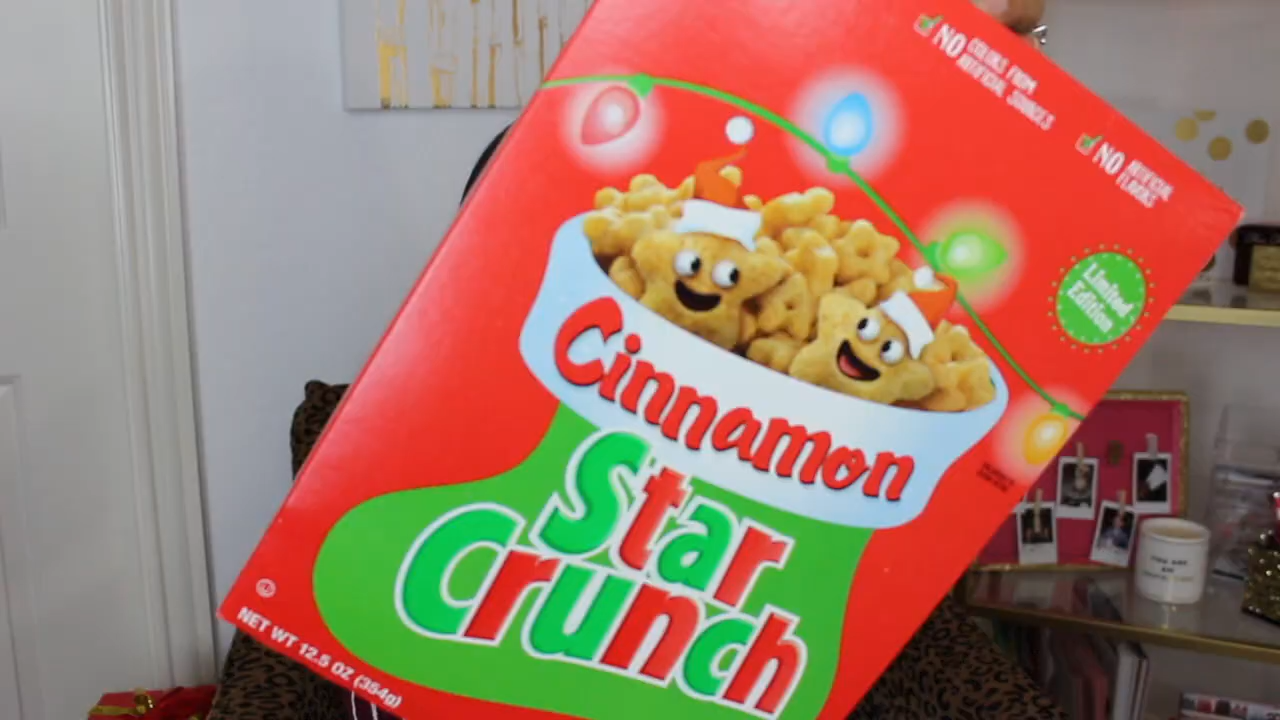 NO
COLORS FROM
ARTIFICIAL SOURCES
NO
ARTIFICIAL
FLAVORS
Limited
Edition
Cinnamon
Star
Crunch
NET WT 12.5 OZ (354g)